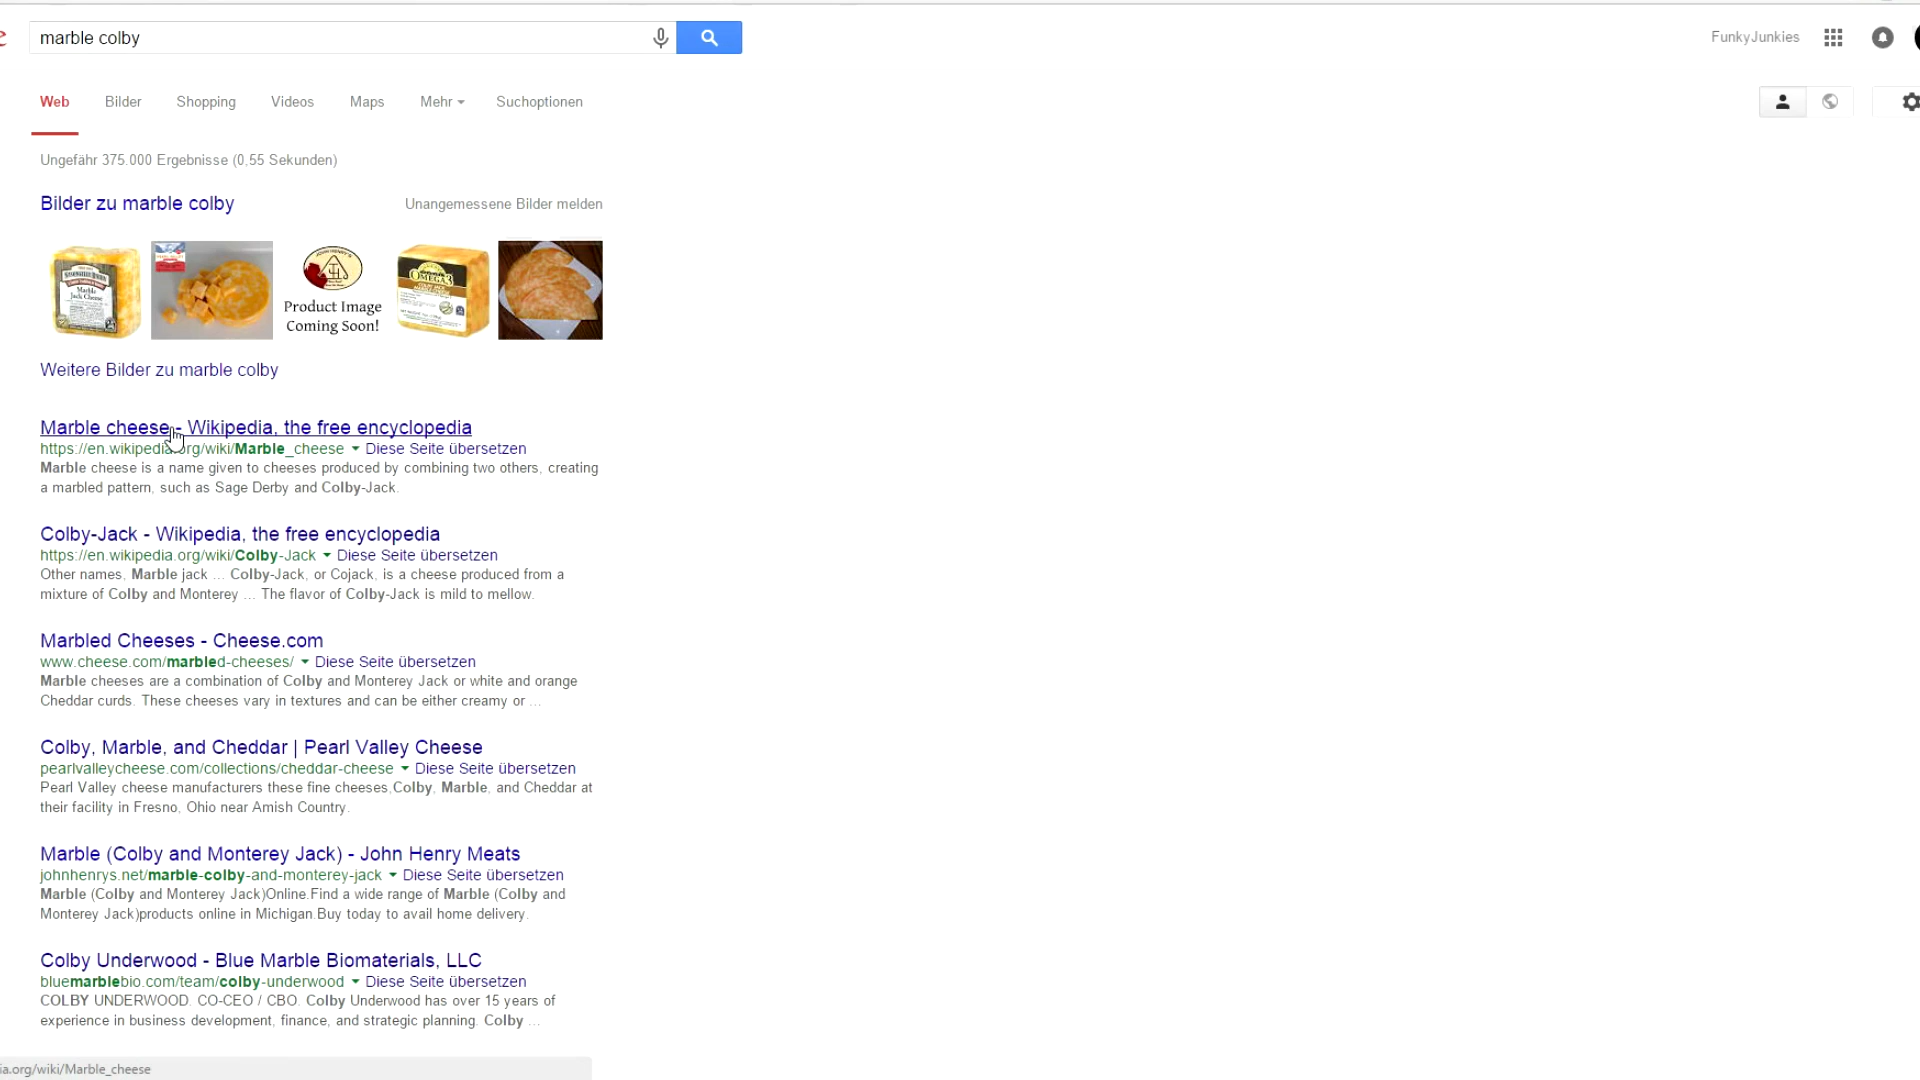 marble colby
FunkyJunkies
Web Bilder Shopping Videos Maps Mehr Suchoptionen
Ungefähr 375.000 Ergebnisse (0,55 Sekunden)
Bilder zu marble colby Unangemessene Bilder melden
Marble
Jack Cheese
OMEGA3
Product Image
Coming Soon!
Weitere Bilder zu marble colby
Marble cheese - Wikipedia, the free encyclopedia
https://en.wikipedia.org/wiki/Marble_cheese Diese Seite übersetzen
Marble cheese is a name given to cheeses produced by combining two others, creating
a marbled pattern, such as Sage Derby and Colby-Jack.
Colby-Jack - Wikipedia, the free encyclopedia
https://en.wikipedia.org/wiki/Colby-Jack Diese Seite übersetzen
Other names, Marble jack ... Colby-Jack, or Cojack, is a cheese produced from a
mixture of Colby and Monterey ... The flavor of Colby-Jack is mild to mellow.
Marbled Cheeses - Cheese.com
www.cheese.com/marbled-cheeses/ Diese Seite übersetzen
Marble cheeses are a combination of Colby and Monterey Jack or white and orange
Cheddar curds. These cheeses vary in textures and can be either creamy or ...
Colby, Marble, and Cheddar | Pearl Valley Cheese
pearlvalleycheese.com/collections/cheddar-cheese Diese Seite übersetzen
Pearl Valley cheese manufacturers these fine cheeses,Colby, Marble, and Cheddar at
their facility in Fresno, Ohio near Amish Country.
Marble (Colby and Monterey Jack) - John Henry Meats
johnhenrys.net/marble-colby-and-monterey-jack Diese Seite übersetzen
Marble (Colby and Monterey Jack)Online.Find a wide range of Marble (Colby and
Monterey Jack)products online in Michigan.Buy today to avail home delivery.
Colby Underwood - Blue Marble Biomaterials, LLC
bluemarblebio.com/team/colby-underwood Diese Seite übersetzen
COLBY UNDERWOOD. CO-CEO / CBO. Colby Underwood has over 15 years of
experience in business development, finance, and strategic planning. Colby ...
ia.org/wiki/Marble_cheese